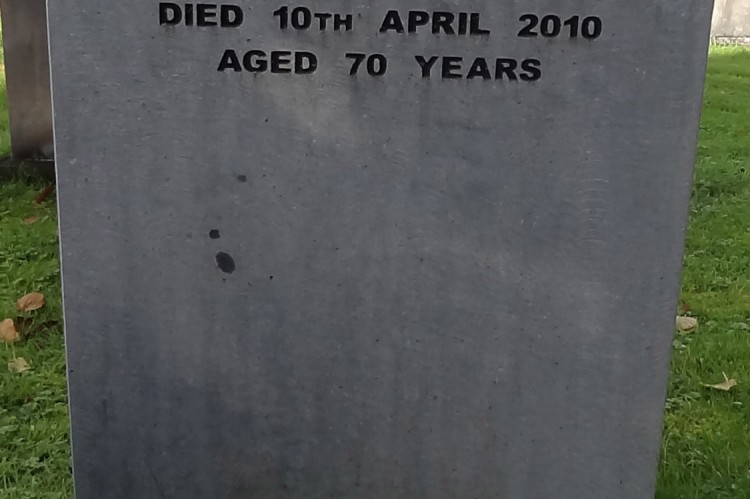 DIED 10TH APRIL 2010
AGED 70 YEARS